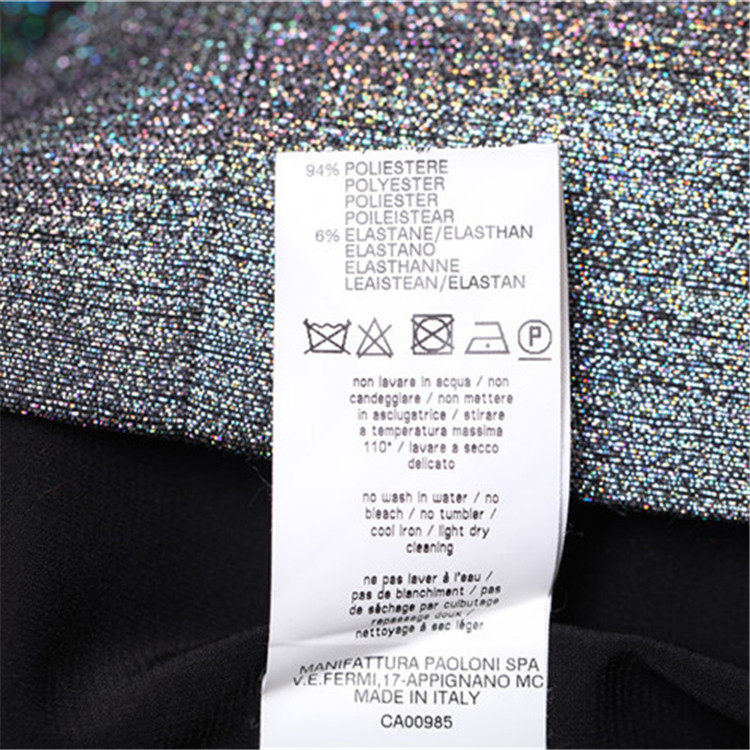 94% POLIESTERE
POLYESTER
POLIESTER
POILEISTEAR
6% ELASTANE/ELASTHAN
ELASTANO
ELASTHANNE
LEAISTEAN/ELASTAN
P
non lavare in acqua / non
candeggiare / non mettere
in asciugatrice / stirare
a temperatura massima
110° / lavare a secco
delicato
no wash in water / no
bleach / no tumbler /
cool iron / light dry
cleaning
ne pas laver à l'eau /
pas de blanchiment / pas
de séchage par culbutage
repassage doux /
nettoyage à sec léger
MANIFATTURA PAOLONI SPA
V.E.FERMI,17-APPIGNANO MC
MADE IN ITALY
CA00985